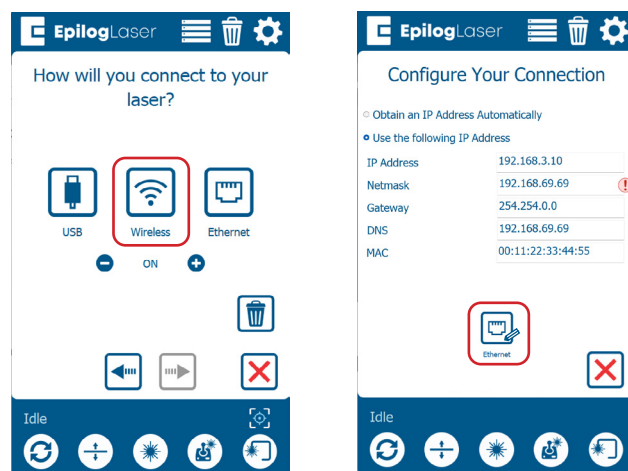 EpilogLaser
How will you connect to your
laser?
USB
Wireless
Ethernet
ON
Idle
EpilogLaser
Configure Your Connection
Obtain an IP Address Automatically
Use the following IP Address
IP Address 192.168.3.10
Netmask 192.168.69.69
Gateway 254.254.0.0
DNS 192.168.69.69
MAC 00:11:22:33:44:55
Ethernet
Idle